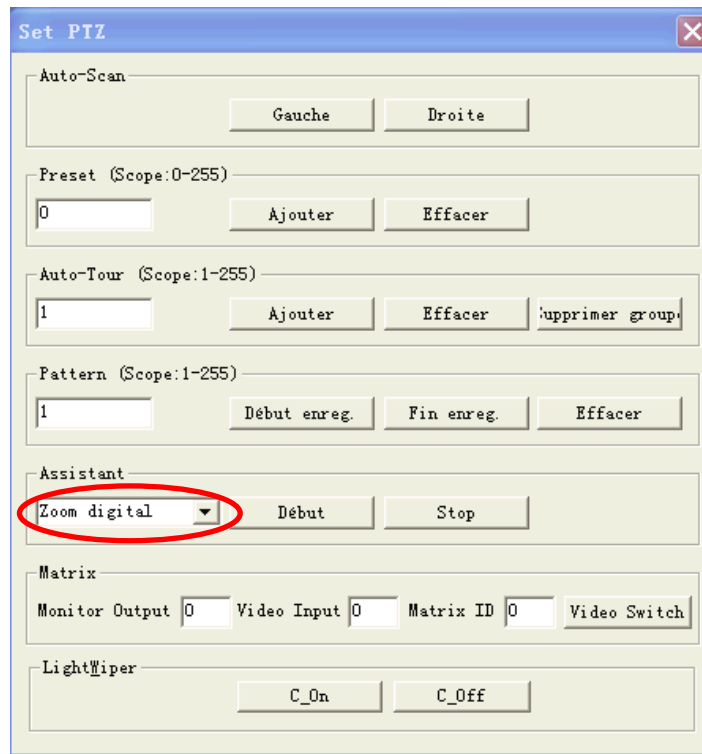 Set PTZ
Auto-Scan
Gauche Droite
Preset (Scope:0-255)
0 Ajouter Effacer
Auto-Tour (Scope:1-255)
1 Ajouter Effacer upprimer group
Pattern (Scope:1-255)
1 Début enreg. Fin enreg. Effacer
Assistant
Zoom digital Début Stop
Matrix
Monitor Output 0 Video Input 0 Matrix ID 0 Video Switch
LightWiper
C_On C_Off